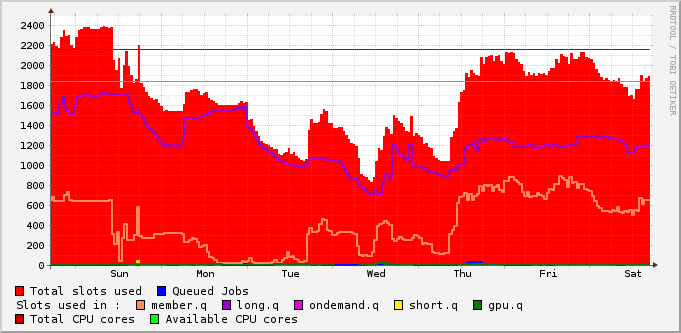 2400
2200
2000
1800
1600
1400
1200
1000
800
600
400
200
0
Sun Mon Tue Wed Thu Fri Sat
RRDTOOL / TOBI OETIKER
Total slots used Queued Jobs
Slots used in : member.q long.q ondemand.q short.q gpu.q
Total CPU cores Available CPU cores